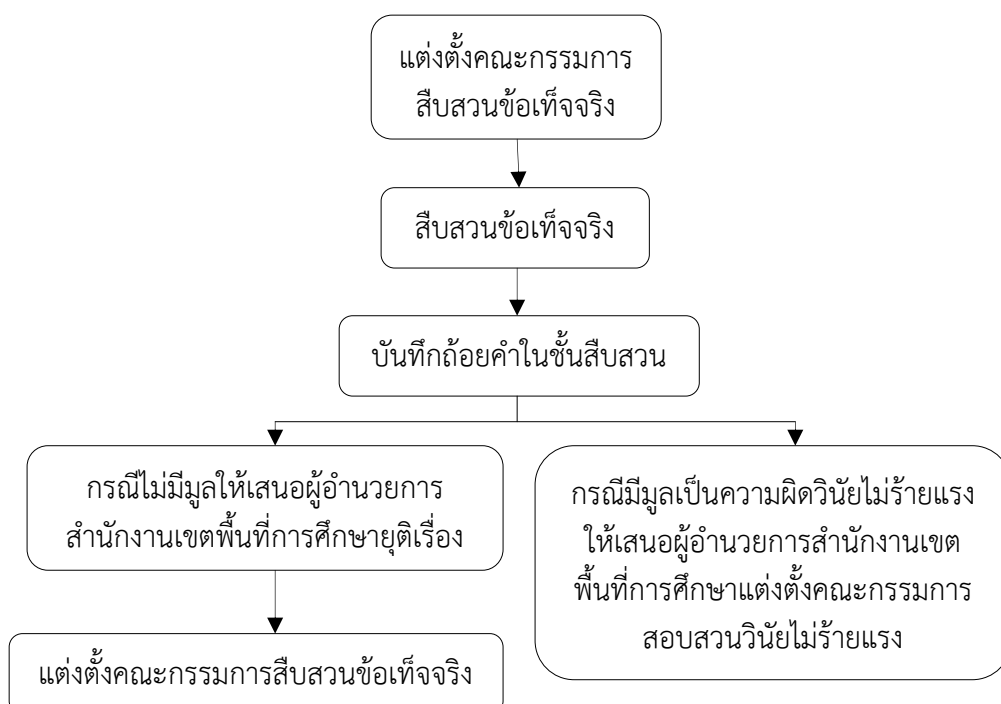 แต่งตั้งคณะกรรมการ
สืบสวนข้อเท็จจริง
สืบสวนข้อเท็จจริง
บันทึกถ้อยคำในชั้นสืบสวน
กรณีไม่มีมูลให้เสนอผู้อำนวยการ
สำนักงานเขตพื้นที่การศึกษายุติเรื่อง
กรณีมีมูลเป็นความผิดวินัยไม่ร้ายแรง
ให้เสนอผู้อำนวยการสำนักงานเขต
พื้นที่การศึกษาแต่งตั้งคณะกรรมการ
สอบสวนวินัยไม่ร้ายแรง
แต่งตั้งคณะกรรมการสืบสวนข้อเท็จจริง